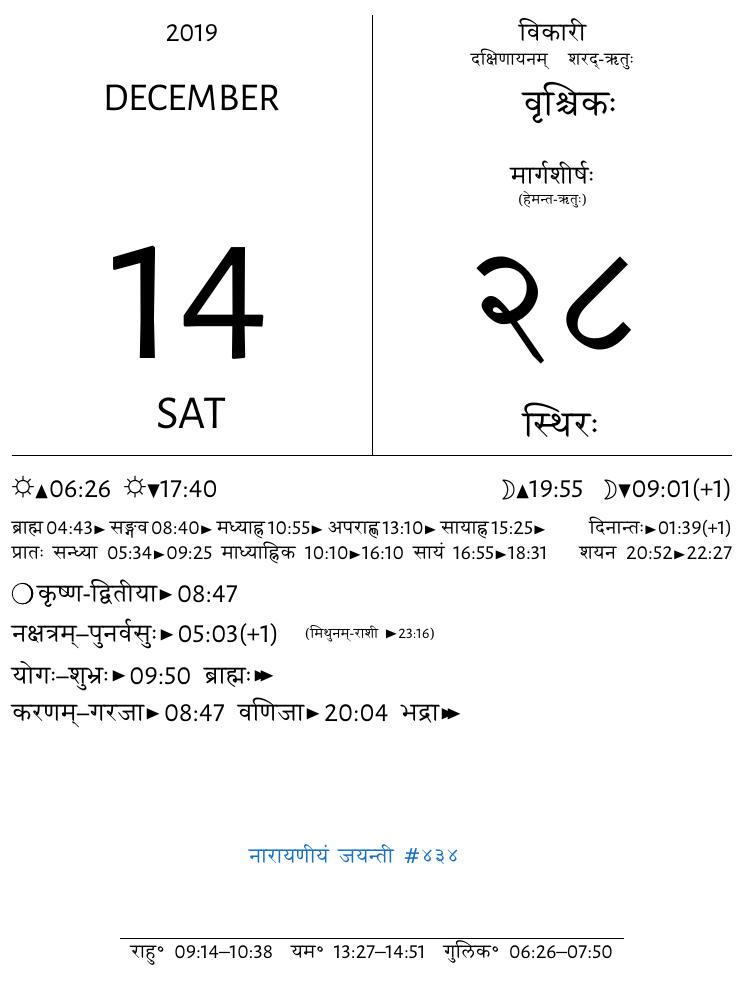 2019
DECEMBER
14
SAT
विकारी
दक्षिणायनम् शरद्-ऋतुः
वृश्चिकः
मार्गशीर्षः
(हेमन्त-ऋतुः)
२८
स्थिरः
☼▲06:26 ☼▼17:40 ☽▲19:55 ☽▼09:01(+1)
ब्राह्म 04:43► सङ्गव 08:40► मध्याह्न 10:55► अपराह्ण 13:10► सायाह्न 15:25► दिनान्तः►01:39(+1)
प्रातः सन्ध्या 05:34►09:25 माध्याह्निक 10:10►16:10 सायं 16:55►18:31 शयन 20:52►22:27
❍कृष्ण-द्वितीया► 08:47
नक्षत्रम्–पुनर्वसुः► 05:03(+1) (मिथुनम्-राशी ►23:16)
योगः–शुभ्रः► 09:50 ब्राह्मः►►
करणम्–गरजा► 08:47 वणिजा► 20:04 भद्रा►►
नारायणीयं जयन्ती #४३४
राहु° 09:14–10:38 यम° 13:27–14:51 गुलिक° 06:26–07:50